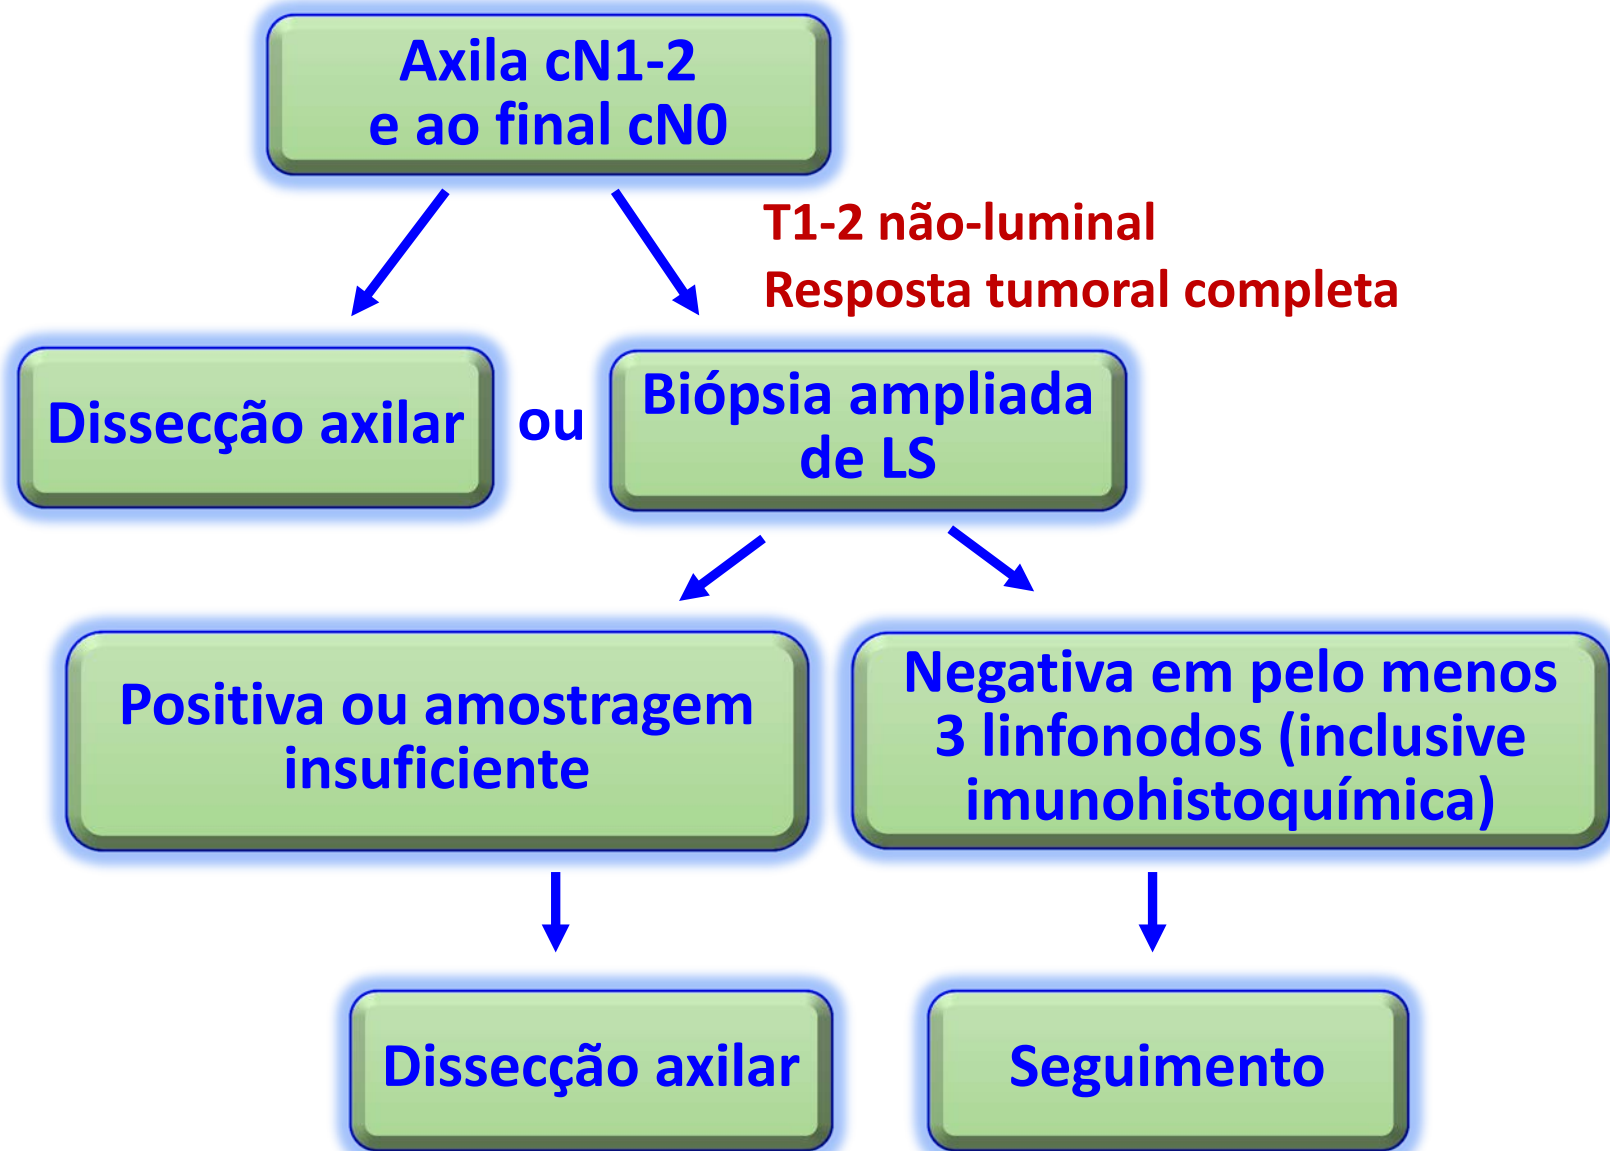 Axila cN1-2
e ao final cN0
T1-2 não-luminal
Resposta tumoral completa
Dissecção axilar
ou
Biópsia ampliada
de LS
Positiva ou amostragem
insuficiente
Negativa em pelo menos
3 linfonodos (inclusive
imunohistoquímica)
Dissecção axilar
Seguimento